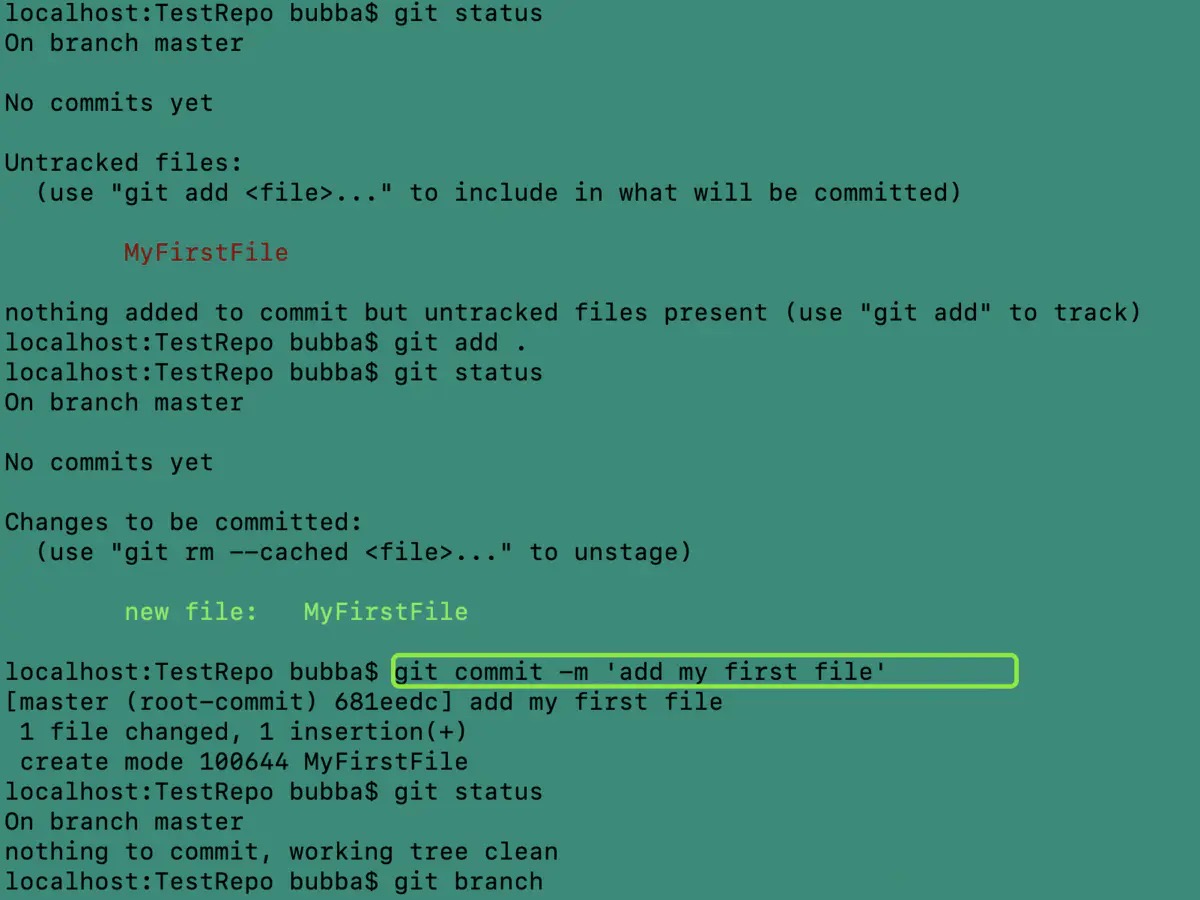 localhost:TestRepo bubba$ git status
On branch master
No commits yet
Untracked files:
  (use "git add <file>..." to include in what will be committed)
        MyFirstFile
nothing added to commit but untracked files present (use "git add" to track)
localhost:TestRepo bubba$ git add .
localhost:TestRepo bubba$ git status
On branch master
No commits yet
Changes to be committed:
  (use "git rm --cached <file>..." to unstage)
        new file:   MyFirstFile
localhost:TestRepo bubba$ git commit -m 'add my first file'
[master (root-commit) 681eedc] add my first file
 1 file changed, 1 insertion(+)
 create mode 100644 MyFirstFile
localhost:TestRepo bubba$ git status
On branch master
nothing to commit, working tree clean
localhost:TestRepo bubba$ git branch